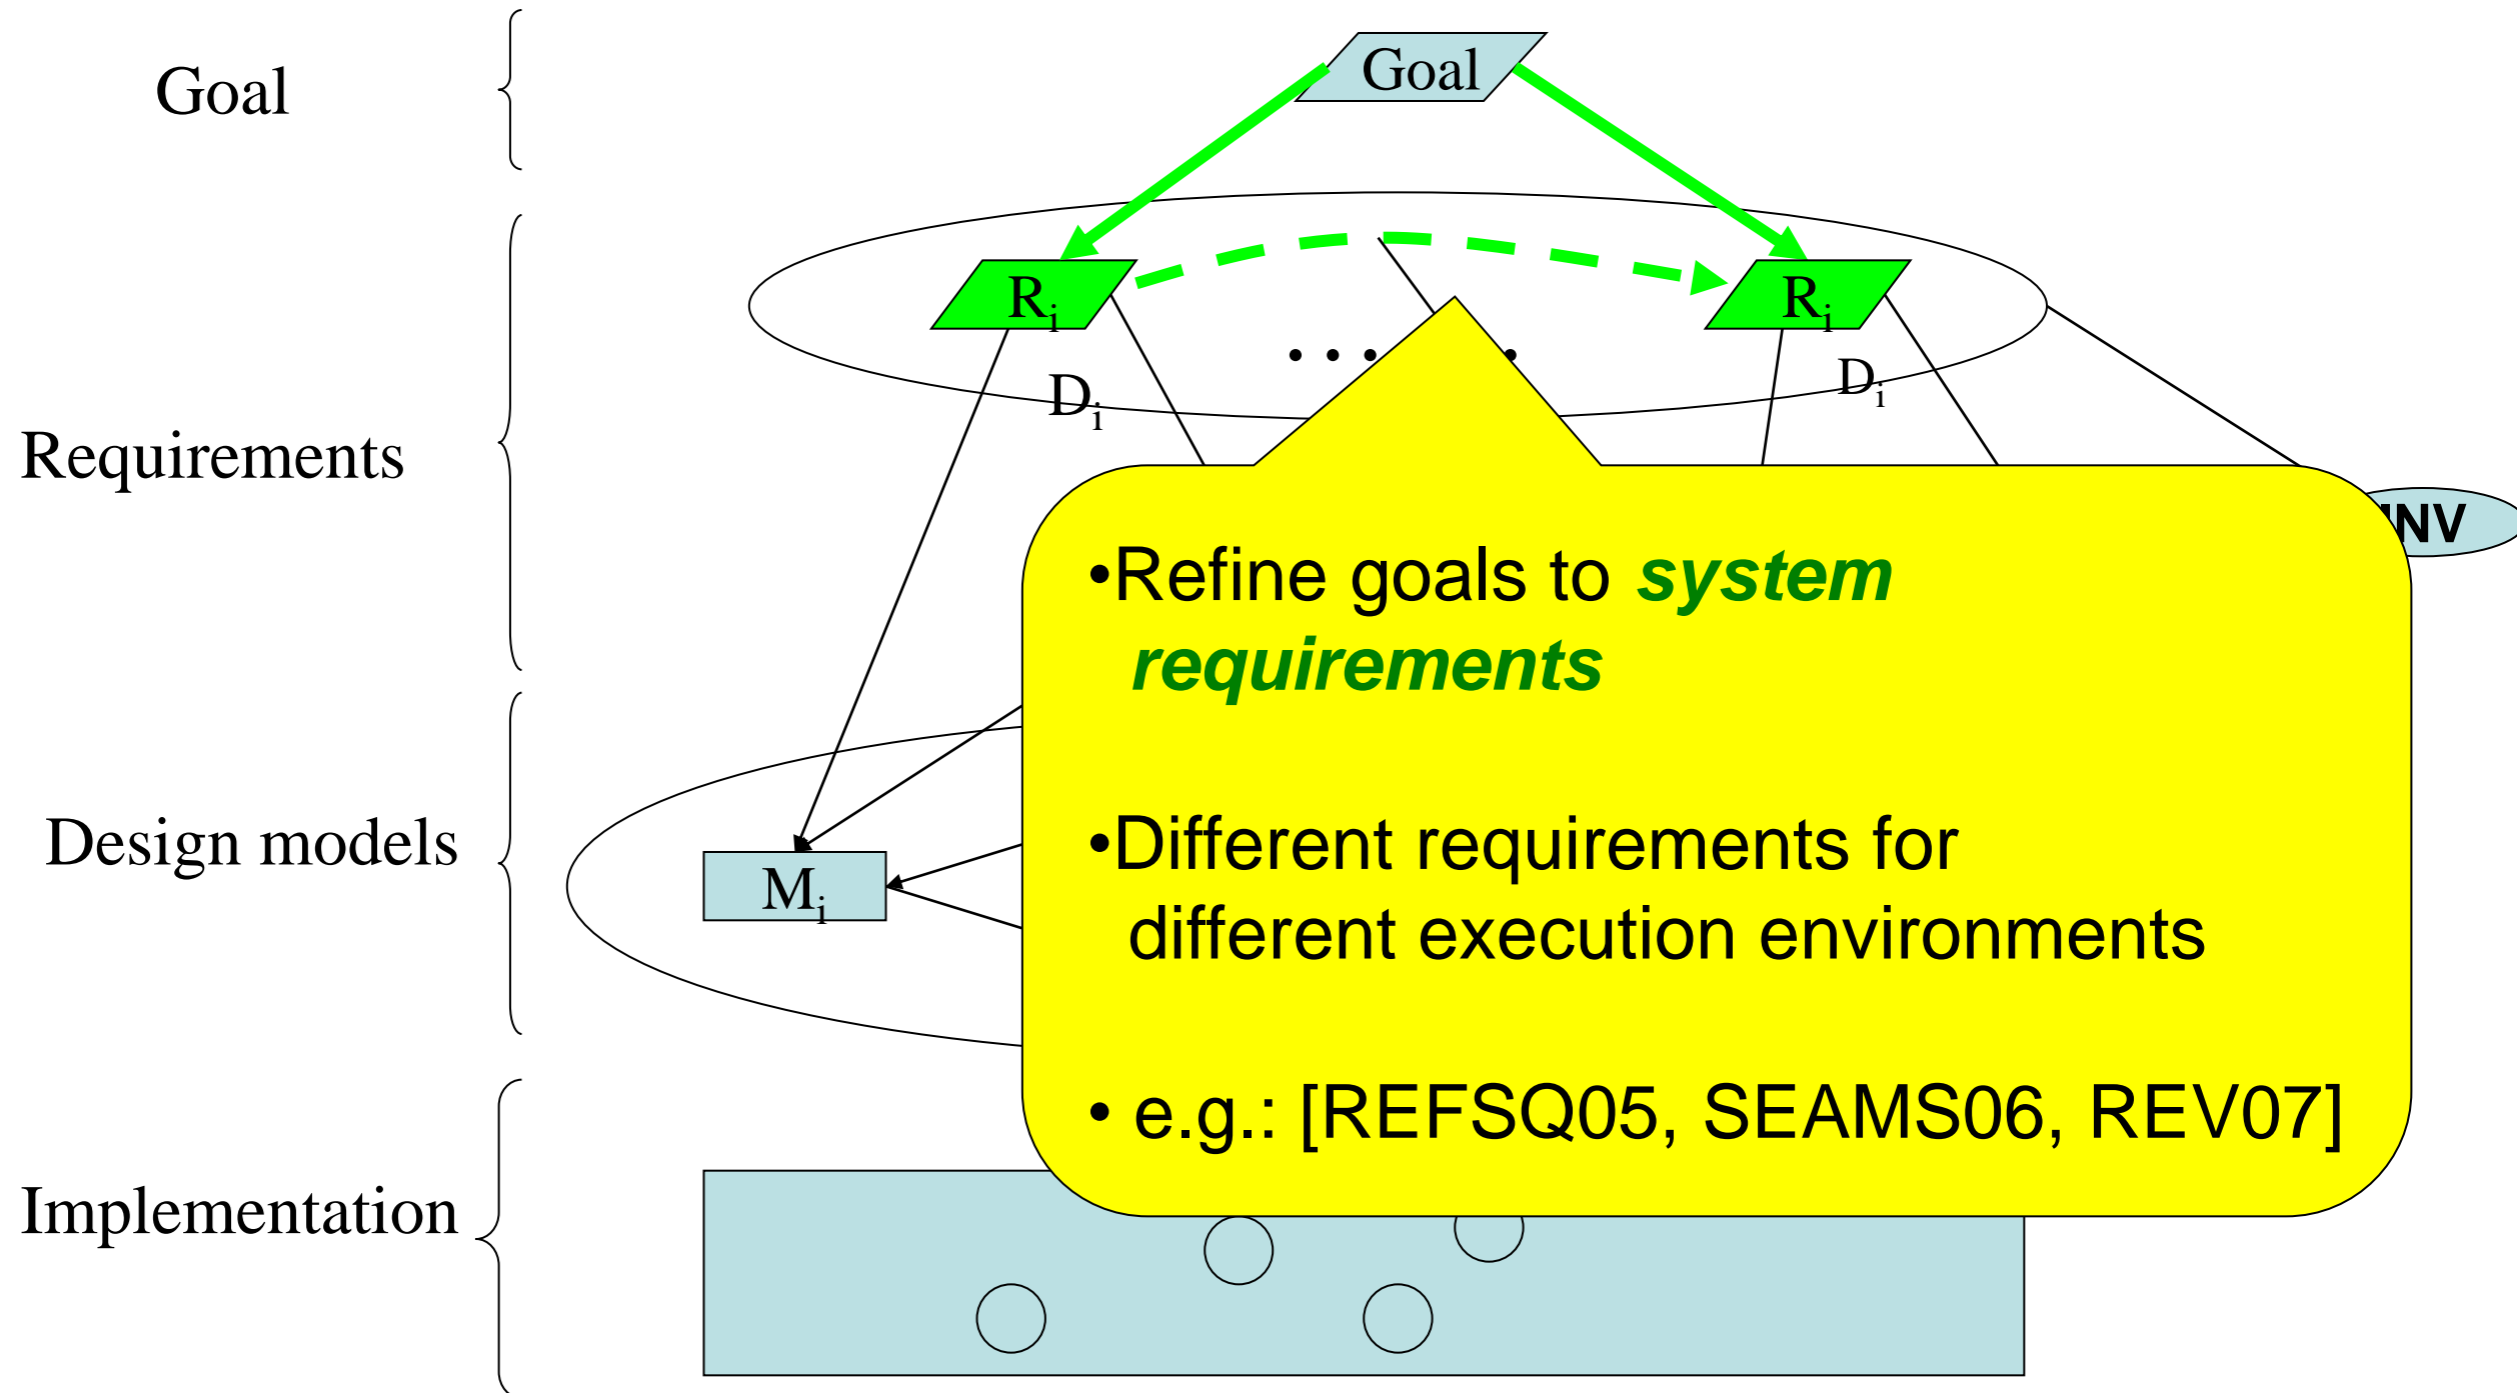 Goal
Goal
Ri
Ri
. . . .
Di
Di
Requirements
INV
•Refine goals to system
requirements
•Different requirements for
different execution environments
Design models
Mi
• e.g.: [REFSQ05, SEAMS06, REV07]
Implementation